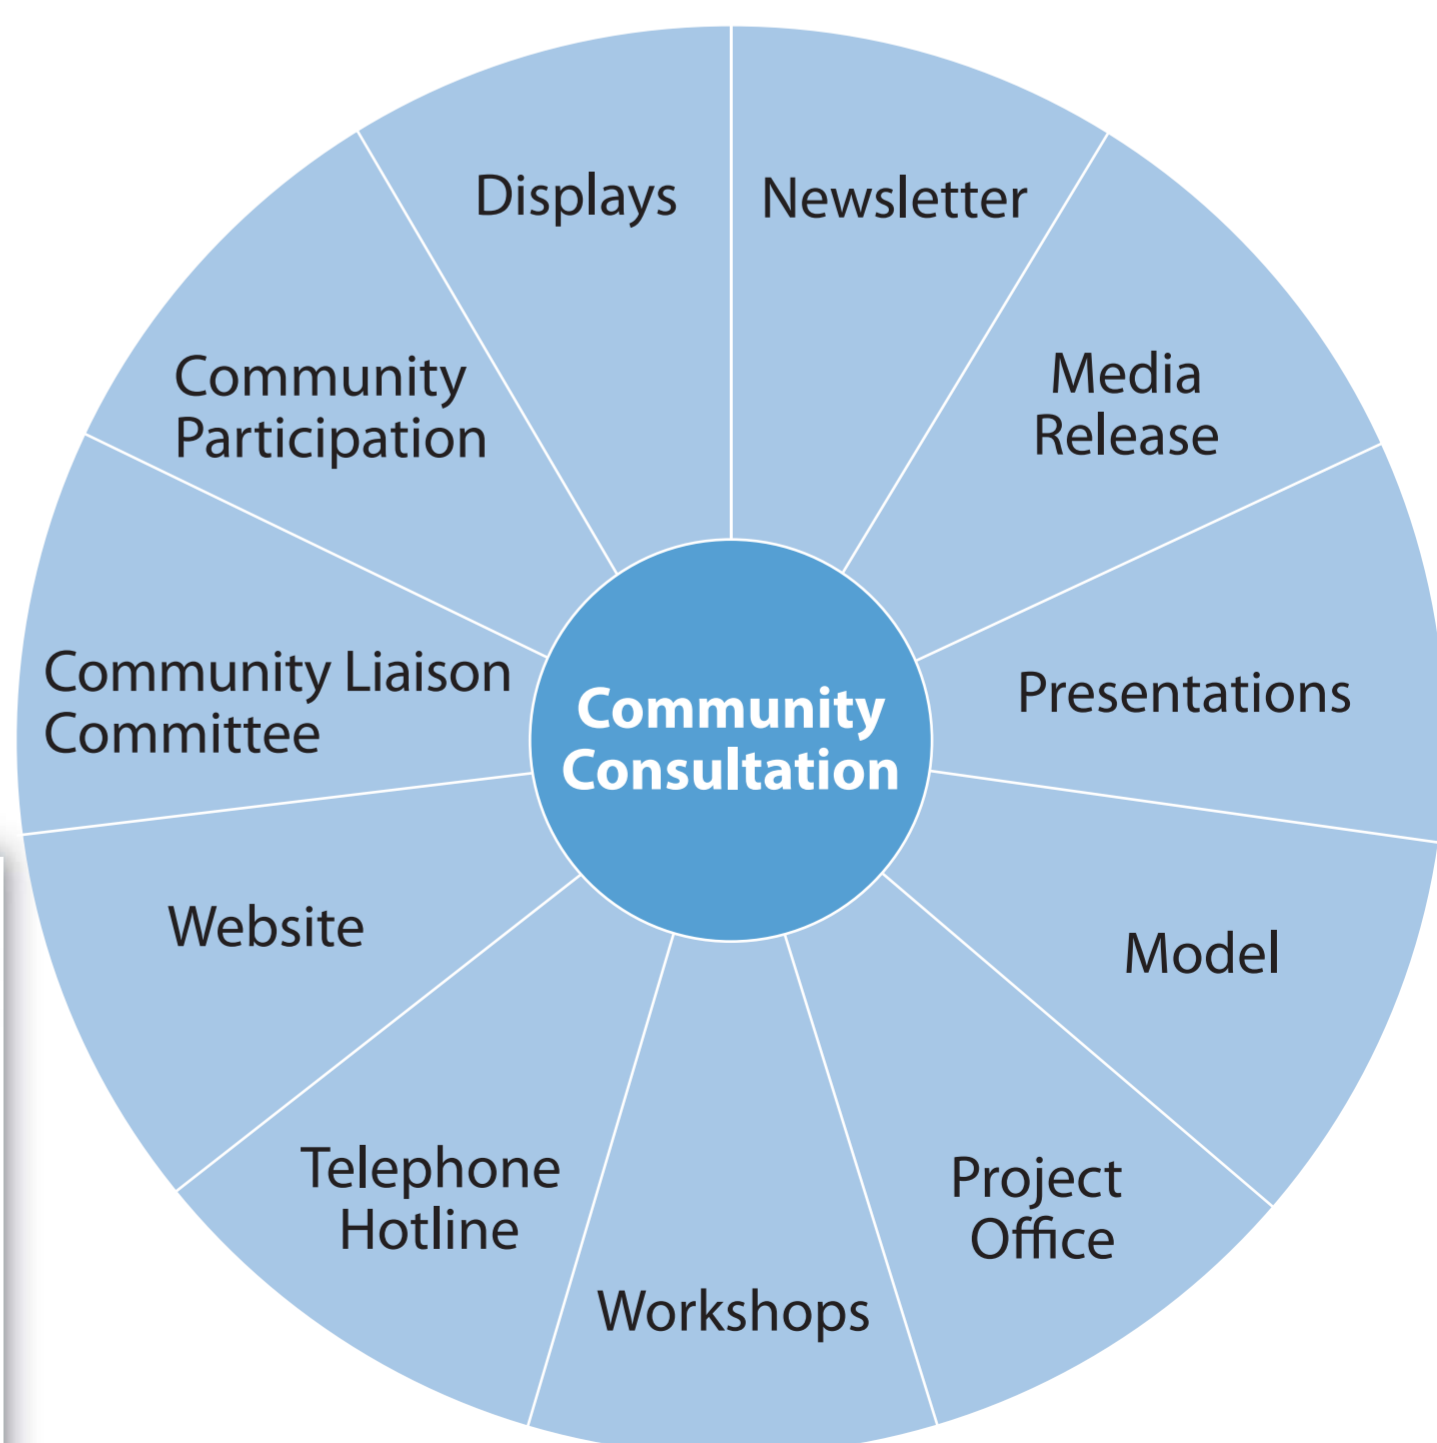 Displays
Newsletter
Media
Release
Presentations
Model
Project
Office
Workshops
Telephone
Hotline
Website
Community Liaison
Committee
Community
Participation
Community
Consultation